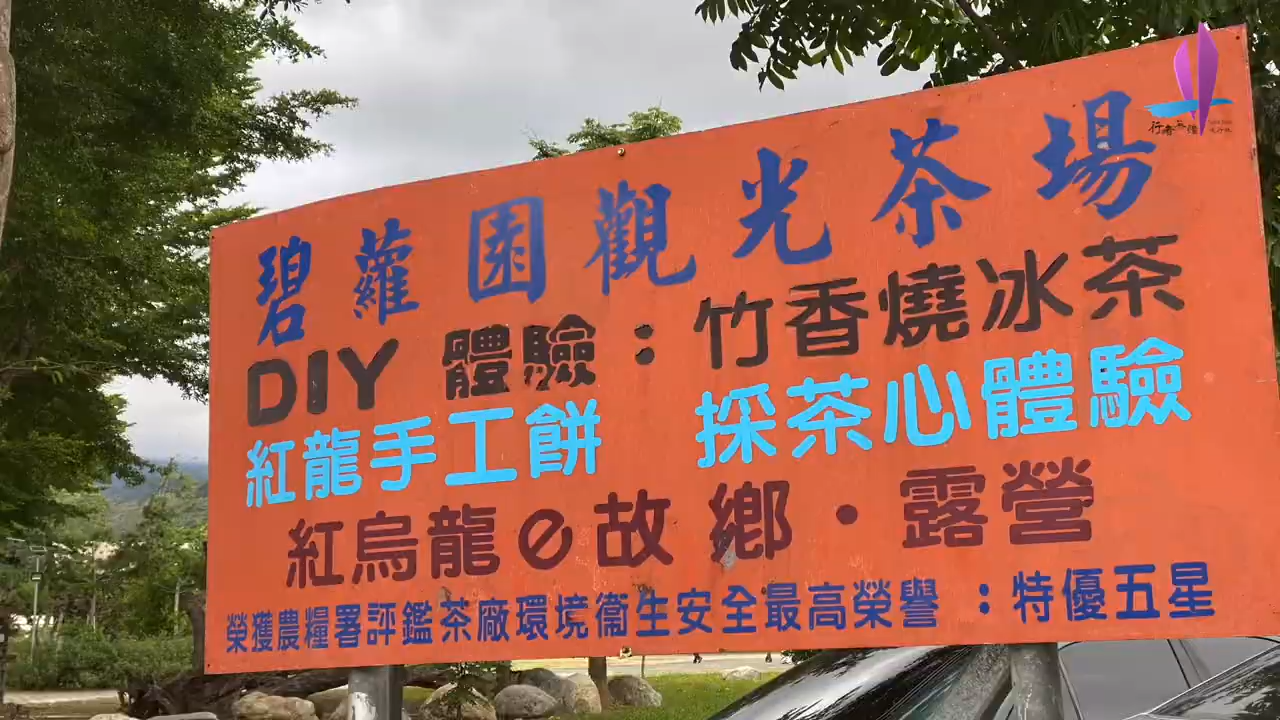 碧蘿園觀光茶場
DIY 體驗：竹香燒冰茶
紅龍手工餅 採茶心體驗
紅烏龍e故鄉・露營
榮獲農糧署評鑑茶廠環境衞生安全最高榮譽：特優五星